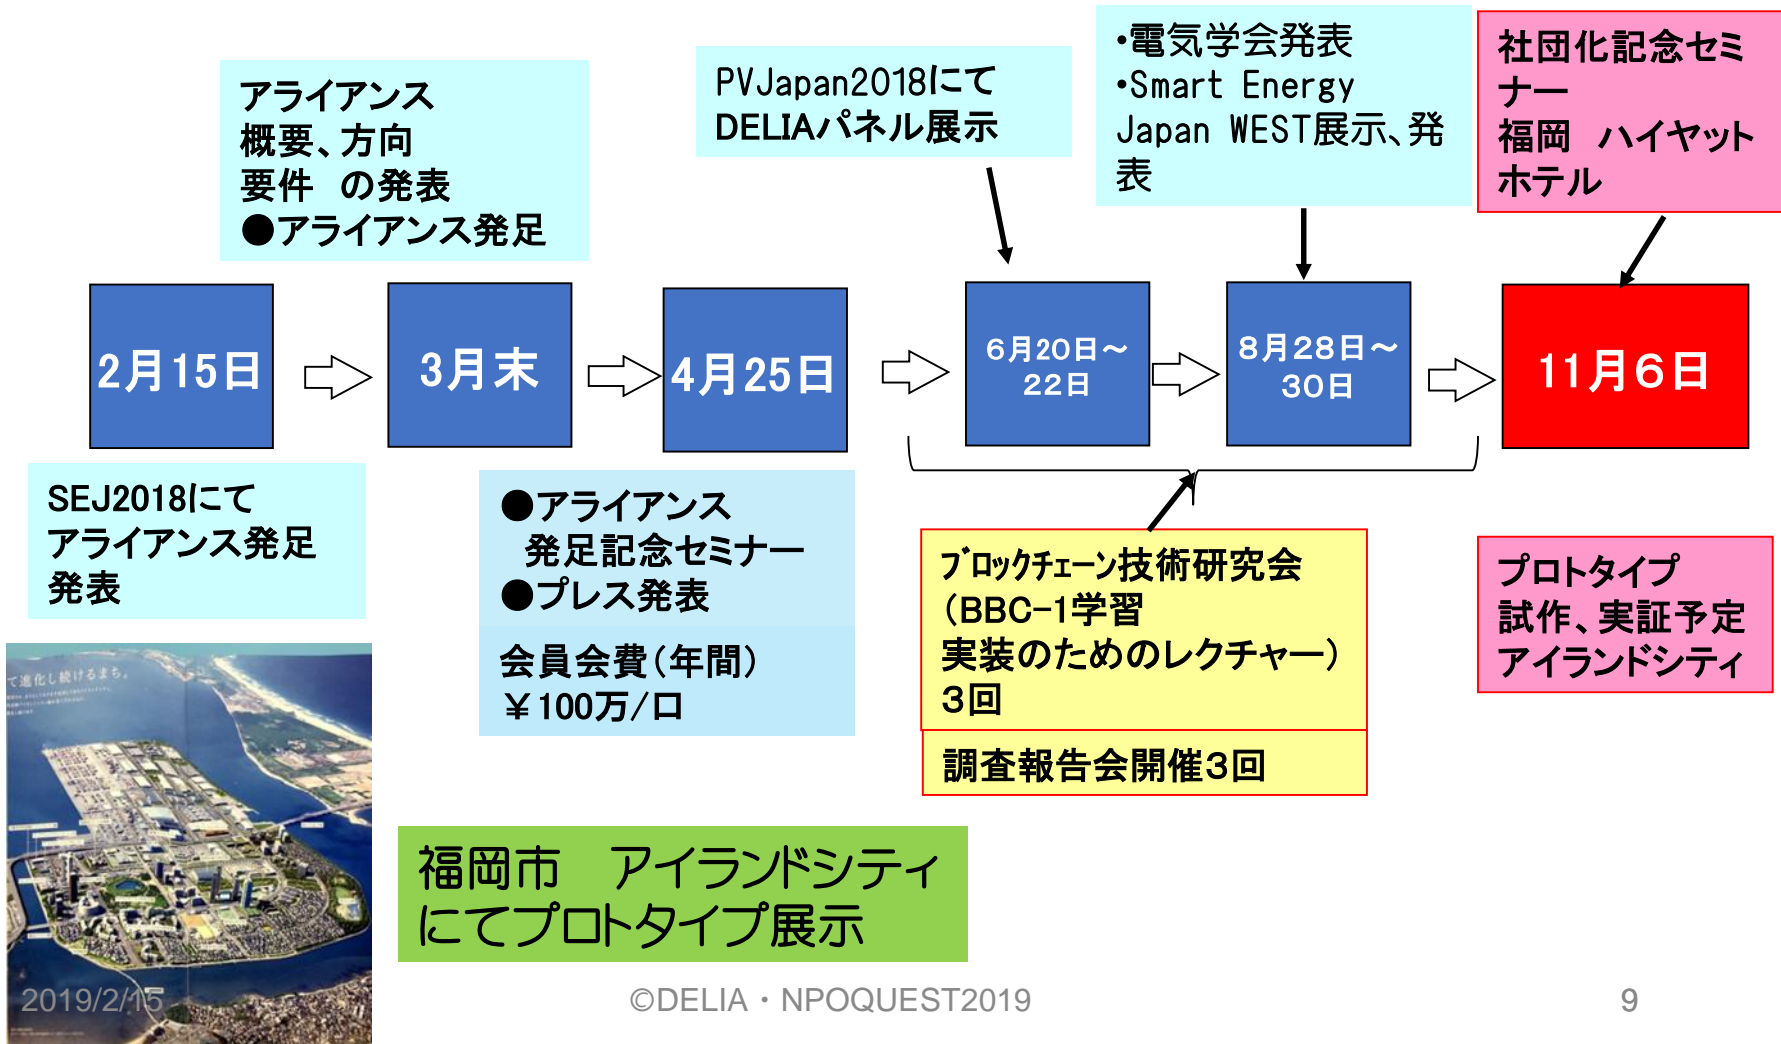 アライアンス
概要、方向
要件　の発表
●アライアンス発足
PVJapan2018にて
DELIAパネル展示
・電気学会発表
・Smart Energy
Japan WEST展示、発
表
社団化記念セミ
ナー
福岡　ハイヤット
ホテル
2月15日
3月末
4月25日
6月20日～
22日
8月28日～
30日
11月6日
SEJ2018にて
アライアンス発足
発表
●アライアンス
発足記念セミナー
●プレス発表
会員会費（年間）
￥100万/口
ブロックチェーン技術研究会
（BBC-1学習
実装のためのレクチャー）
3回
調査報告会開催3回
プロトタイプ
試作、実証予定
アイランドシティ
て進化し続けるまち。
福岡市　アイランドシティ
にてプロトタイプ展示
2019/2/15
©DELIA・NPOQUEST2019
9